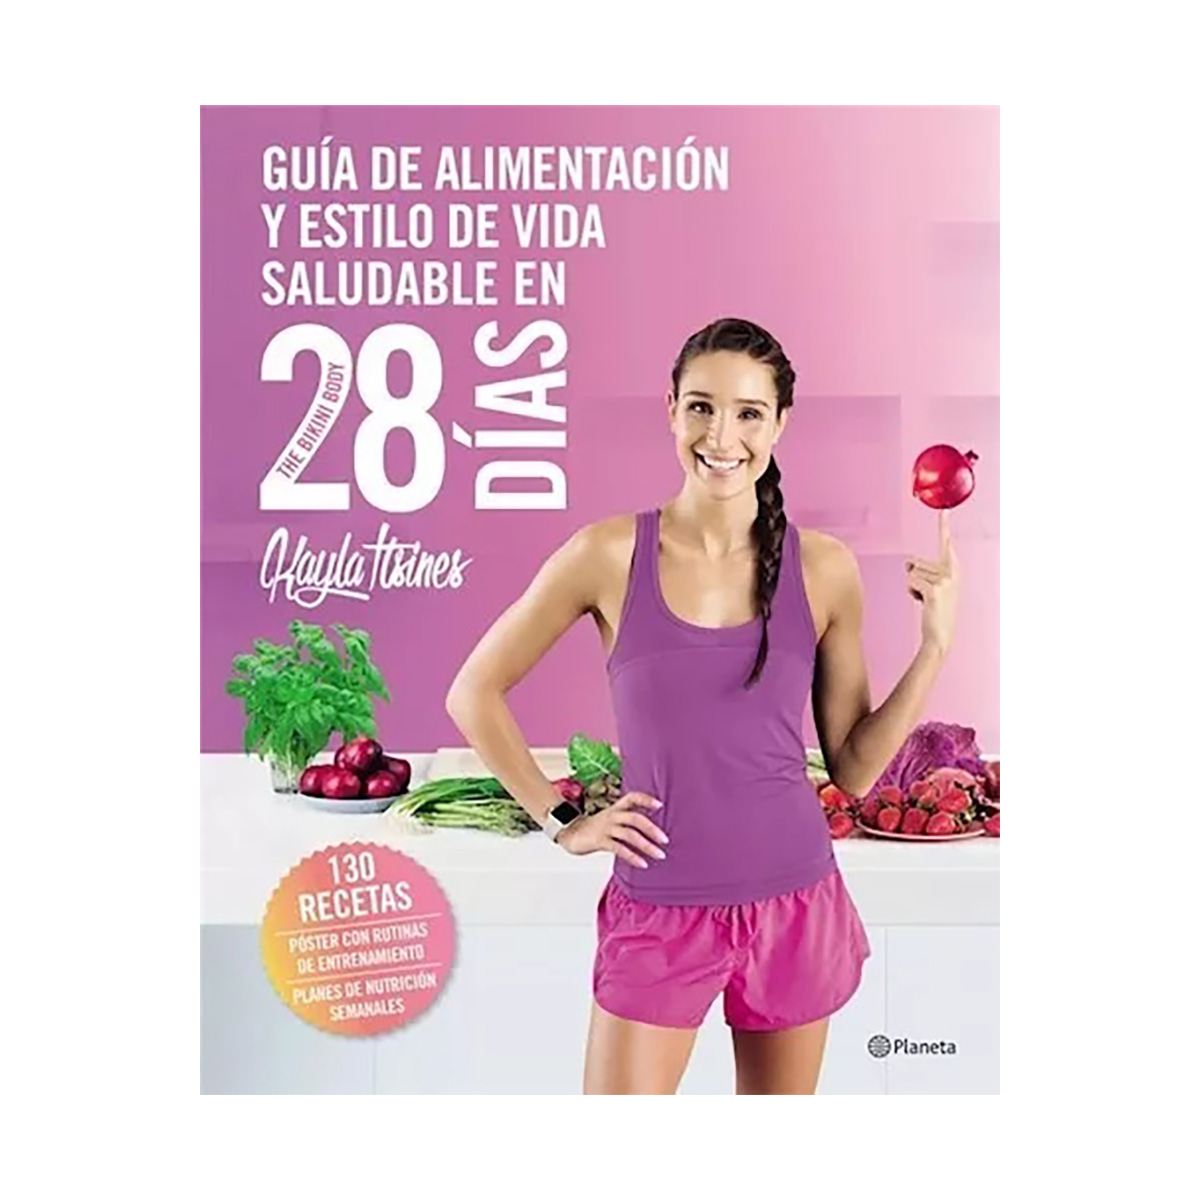 GUÍA DE ALIMENTACIÓN
Y ESTILO DE VIDA
SALUDABLE EN
28
THE BIKINI BODY
DÍAS
Kayla Itsines
130
RECETAS
PÓSTER CON RUTINAS
DE ENTRENAMIENTO
PLANES DE NUTRICIÓN
SEMANALES
Planeta